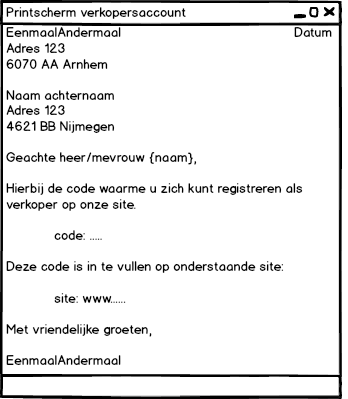 Printscherm verkopersaccount
EenmaalAndermaal Datum
Adres 123
6070 AA Arnhem
Naam achternaam
Adres 123
4621 BB Nijmegen
Geachte heer/mevrouw {naam},
Hierbij de code waarme u zich kunt registreren als
verkoper op onze site.
code: .....
Deze code is in te vullen op onderstaande site:
site: www......
Met vriendelijke groeten,
EenmaalAndermaal